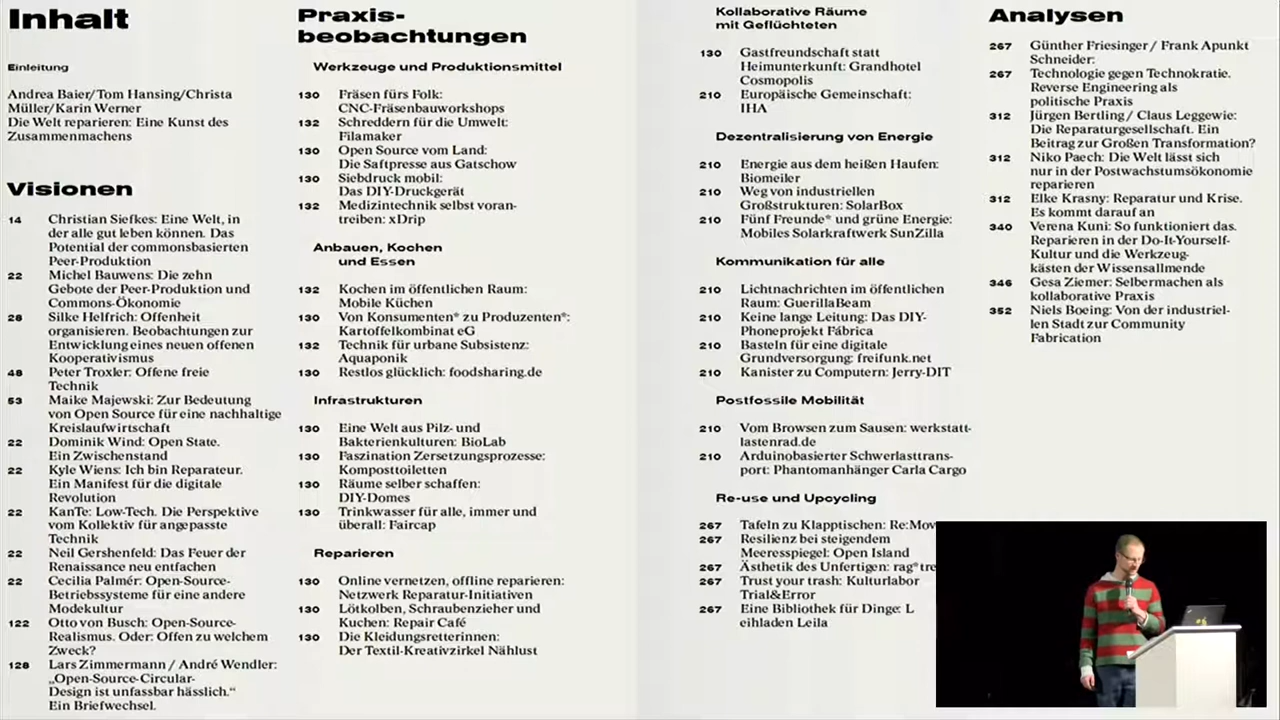 Inhalt
Einleitung
Andrea Baier/Tom Hansing/Christa
Müller/Karin Werner
Die Welt reparieren: Eine Kunst des
Zusammenmachens
Visionen
14 Christian Siefkes: Eine Welt, in
der alle gut leben können. Das
Potential der commonsbasierten
Peer-Produktion
22 Michel Bauwens: Die zehn
Gebote der Peer-Produktion und
Commons-Ökonomie
28 Silke Helfrich: Offenheit
organisieren. Beobachtungen zur
Entwicklung eines neuen offenen
Kooperativismus
48 Peter Troxler: Offene freie
Technik
53 Maike Majewski: Zur Bedeutung
von Open Source für eine nachhaltige
Kreislaufwirtschaft
22 Dominik Wind: Open State.
Ein Zwischenstand
22 Kyle Wiens: Ich bin Reparateur.
Ein Manifest für die digitale
Revolution
22 KanTe: Low-Tech. Die Perspektive
vom Kollektiv für angepasste
Technik
22 Neil Gershenfeld: Das Feuer der
Renaissance neu entfachen
22 Cecilia Palmér: Open-Source-
Betriebssysteme für eine andere
Modekultur
122 Otto von Busch: Open-Source-
Realismus. Oder: Offen zu welchem
Zweck?
128 Lars Zimmermann / André Wendler:
„Open-Source-Circular-
Design ist unfassbar hässlich.“
Ein Briefwechsel.
Praxis-
beobachtungen
Werkzeuge und Produktionsmittel
130 Fräsen fürs Folk:
CNC-Fräsenbauworkshops
132 Schreddern für die Umwelt:
Filamaker
130 Open Source vom Land:
Die Saftpresse aus Gatschow
130 Siebdruck mobil:
Das DIY-Druckgerät
132 Medizintechnik selbst voran-
treiben: xDrip
Anbauen, Kochen
und Essen
132 Kochen im öffentlichen Raum:
Mobile Küchen
130 Von Konsumenten* zu Produzenten*:
Kartoffelkombinat eG
132 Technik für urbane Subsistenz:
Aquaponik
130 Restlos glücklich: foodsharing.de
Infrastrukturen
130 Eine Welt aus Pilz- und
Bakterienkulturen: BioLab
130 Faszination Zersetzungsprozesse:
Komposttoiletten
130 Räume selber schaffen:
DIY-Domes
130 Trinkwasser für alle, immer und
überall: Faircap
Reparieren
130 Online vernetzen, offline reparieren:
Netzwerk Reparatur-Initiativen
130 Lötkolben, Schraubenzieher und
Kuchen: Repair Café
130 Die Kleidungsretterinnen:
Der Textil-Kreativzirkel Nählust
Kollaborative Räume
mit Geflüchteten
130 Gastfreundschaft statt
Heimunterkunft: Grandhotel
Cosmopolis
210 Europäische Gemeinschaft:
IHA
Dezentralisierung von Energie
210 Energie aus dem heißen Haufen:
Biomeiler
210 Weg von industriellen
Großstrukturen: SolarBox
210 Fünf Freunde* und grüne Energie:
Mobiles Solarkraftwerk SunZilla
Kommunikation für alle
210 Lichtnachrichten im öffentlichen
Raum: GuerillaBeam
210 Keine lange Leitung: Das DIY-
Phoneprojekt Fábrica
210 Basteln für eine digitale
Grundversorgung: freifunk.net
210 Kanister zu Computern: Jerry-DIT
Postfossile Mobilität
210 Vom Browsen zum Sausen: werkstatt-
lastenrad.de
210 Arduinobasierter Schwerlasttrans-
port: Phantomanhänger Carla Cargo
Re-use und Upcycling
267 Tafeln zu Klapptischen: Re:Mov
267 Resilienz bei steigendem
Meeresspiegel: Open Island
267 Ästhetik des Unfertigen: rag*tre
267 Trust your trash: Kulturlabor
Trial&Error
267 Eine Bibliothek für Dinge: L
eihladen Leila
Analysen
267 Günther Friesinger / Frank Apunkt
Schneider:
267 Technologie gegen Technokratie.
Reverse Engineering als
politische Praxis
312 Jürgen Bertling / Claus Leggewie:
Die Reparaturgesellschaft. Ein
Beitrag zur Großen Transformation?
312 Niko Paech: Die Welt lässt sich
nur in der Postwachstumsökonomie
reparieren
312 Elke Krasny: Reparatur und Krise.
Es kommt darauf an
340 Verena Kuni: So funktioniert das.
Reparieren in der Do-It-Yourself-
Kultur und die Werkzeug-
kästen der Wissensallmende
346 Gesa Ziemer: Selbermachen als
kollaborative Praxis
352 Niels Boeing: Von der industriel-
len Stadt zur Community
Fabrication